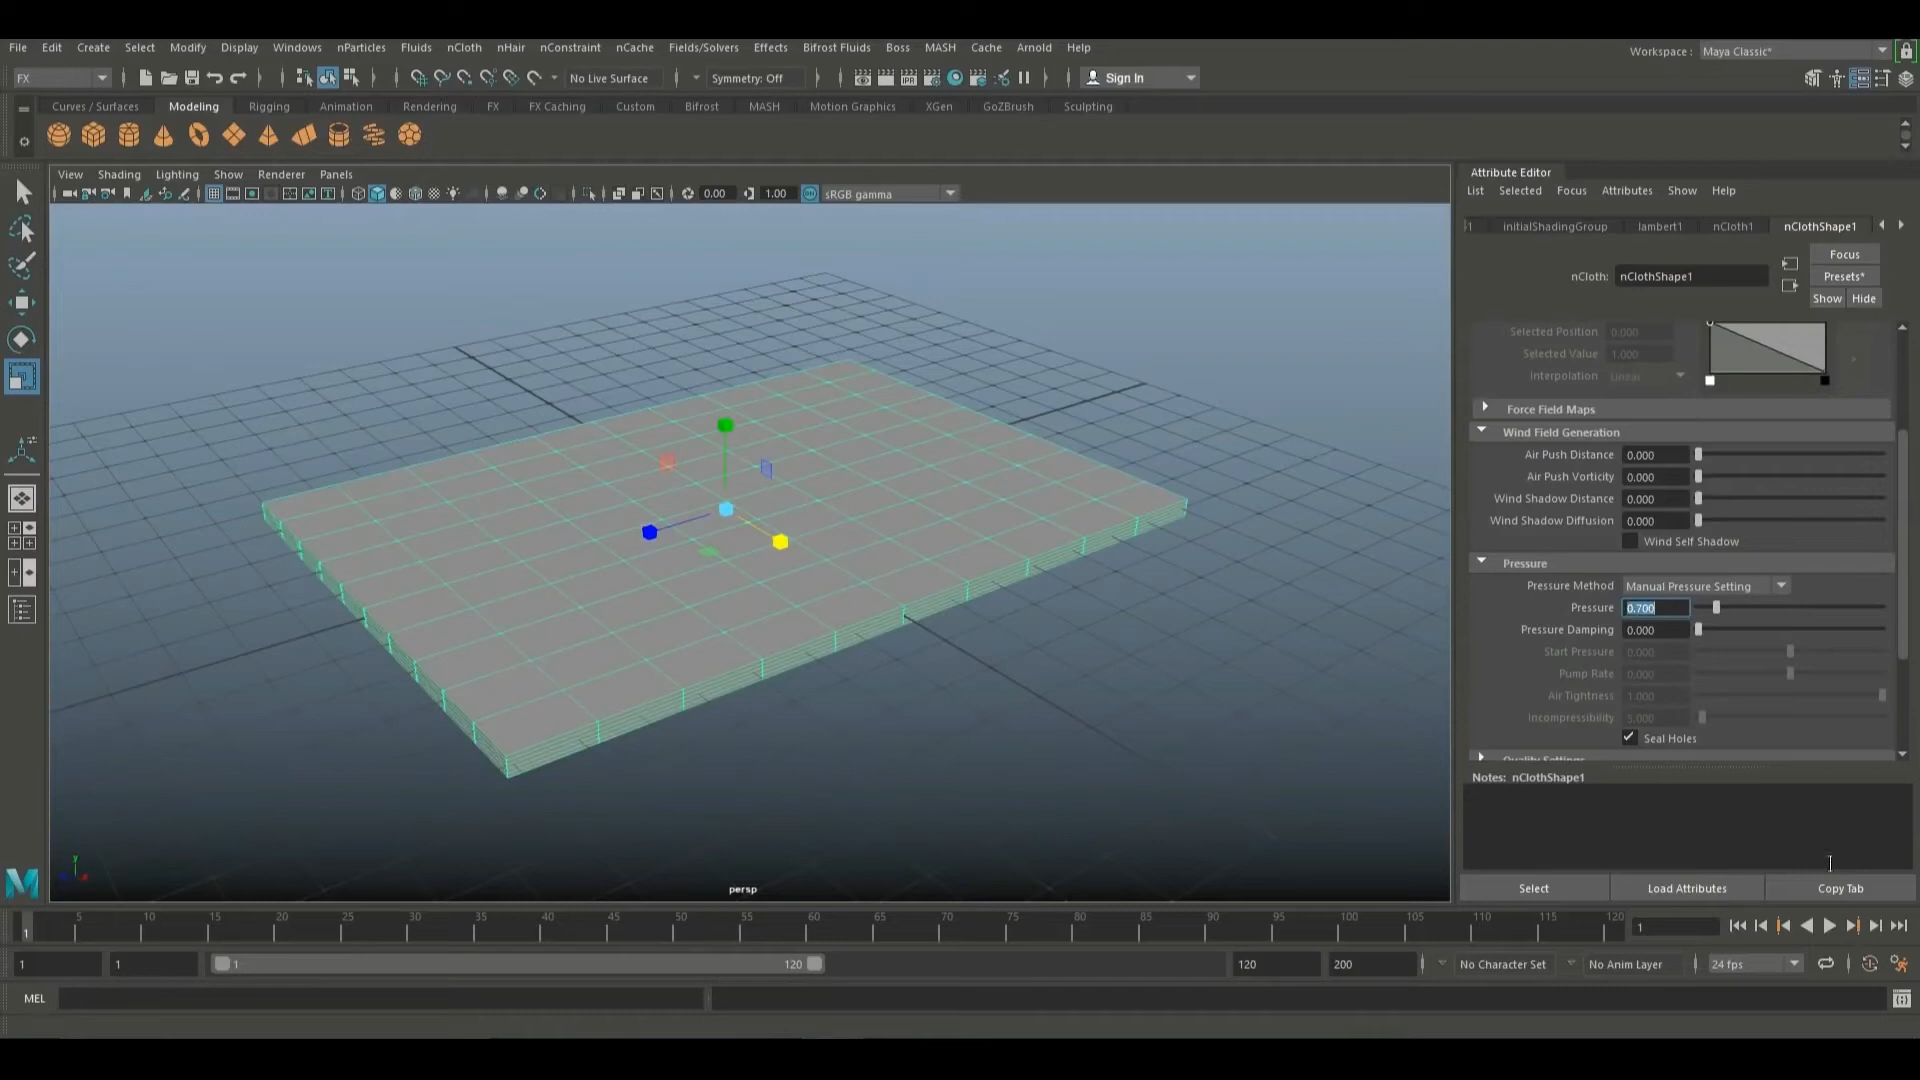 File Edit Create Select Modify Display Windows nParticles Fluids nCloth nHair nConstraint nCache Fields/Solvers Effects Bifrost Fluids Boss MASH Cache Arnold Help
Workspace : Maya Classic*
FX No Live Surface Symmetry: Off Sign In
Curves / Surfaces Modeling Rigging Animation Rendering FX FX Caching Custom Bifrost MASH Motion Graphics XGen GoZBrush Sculpting
View Shading Lighting Show Renderer Panels
0.00 1.00 sRGB gamma
persp
Attribute Editor
List Selected Focus Attributes Show Help
initialShadingGroup lambert1 nCloth1 nClothShape1
Focus
nCloth: nClothShape1 Presets*
Show Hide
Selected Position 0.000
Selected Value 1.000
Interpolation Linear
Force Field Maps
Wind Field Generation
Air Push Distance 0.000
Air Push Vorticity 0.000
Wind Shadow Distance 0.000
Wind Shadow Diffusion 0.000
Wind Self Shadow
Pressure
Pressure Method Manual Pressure Setting
Pressure 0.700
Pressure Damping 0.000
Start Pressure 0.000
Pump Rate 0.000
Air Tightness 1.000
Incompressibility 5.000
Seal Holes
Quality Settings
Notes: nClothShape1
Select Load Attributes Copy Tab
1 5 10 15 20 25 30 35 40 45 50 55 60 65 70 75 80 85 90 95 100 105 110 115 120 1
1 1 1 120 120 200 No Character Set No Anim Layer 24 fps
MEL